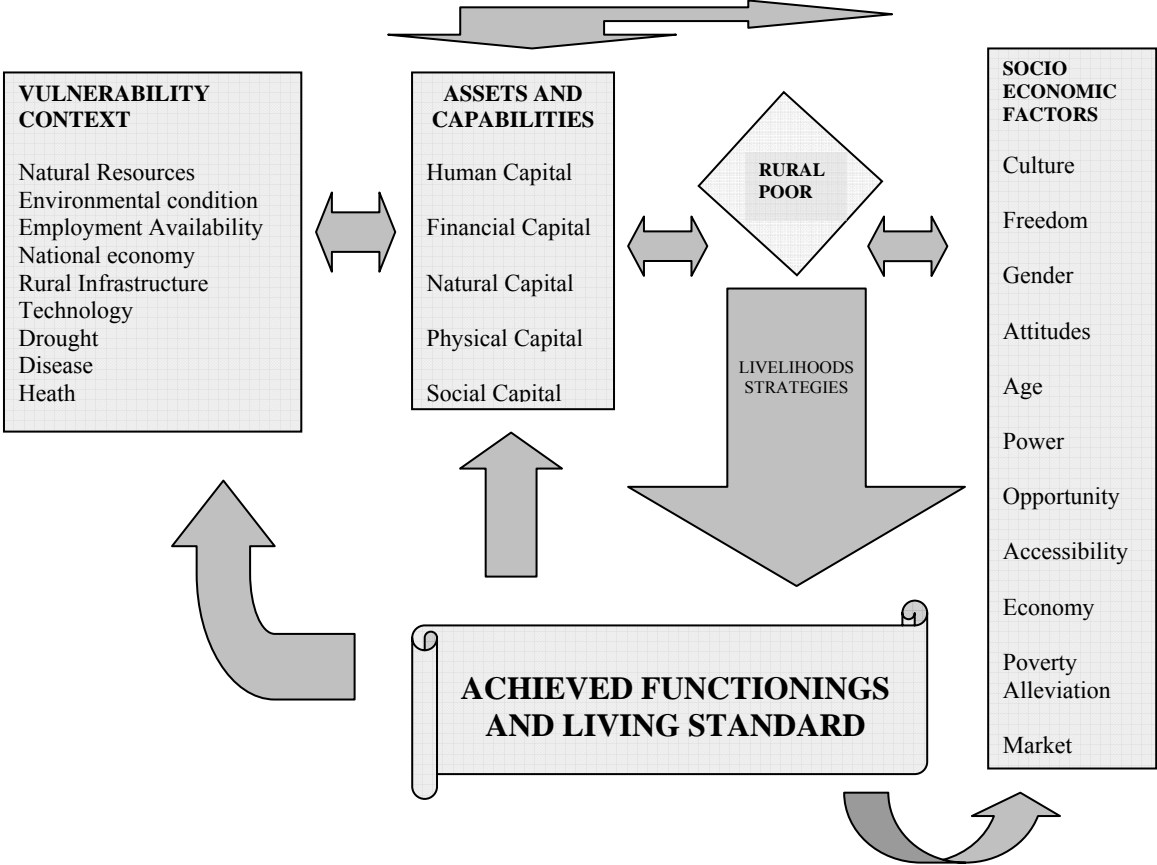 VULNERABILITY
CONTEXT
Natural Resources
Environmental condition
Employment Availability
National economy
Rural Infrastructure
Technology
Drought
Disease
Heath
ASSETS AND
CAPABILITIES
Human Capital
Financial Capital
Natural Capital
Physical Capital
Social Capital
RURAL
POOR
LIVELIHOODS
STRATEGIES
SOCIO
ECONOMIC
FACTORS
Culture
Freedom
Gender
Attitudes
Age
Power
Opportunity
Accessibility
Economy
Poverty
Alleviation
Market
ACHIEVED FUNCTIONINGS
AND LIVING STANDARD